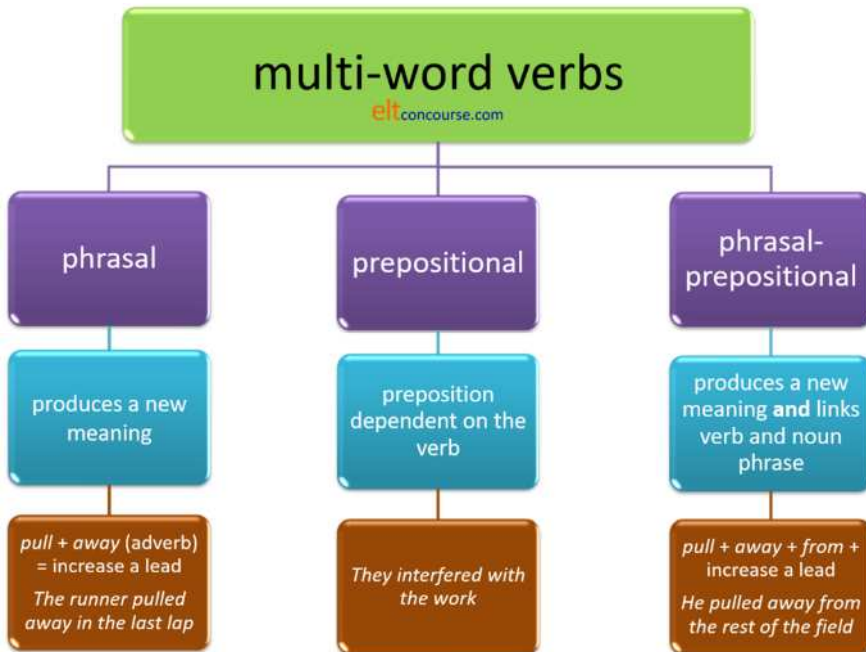 multi-word verbs
eltconcourse.com
phrasal
produces a new
meaning
pull + away (adverb)
= increase a lead
The runner pulled
away in the last lap
prepositional
preposition
dependent on the
verb
They interfered with
the work
phrasal-
prepositional
produces a new
meaning and links
verb and noun
phrase
pull + away + from +
increase a lead
He pulled away from
the rest of the field